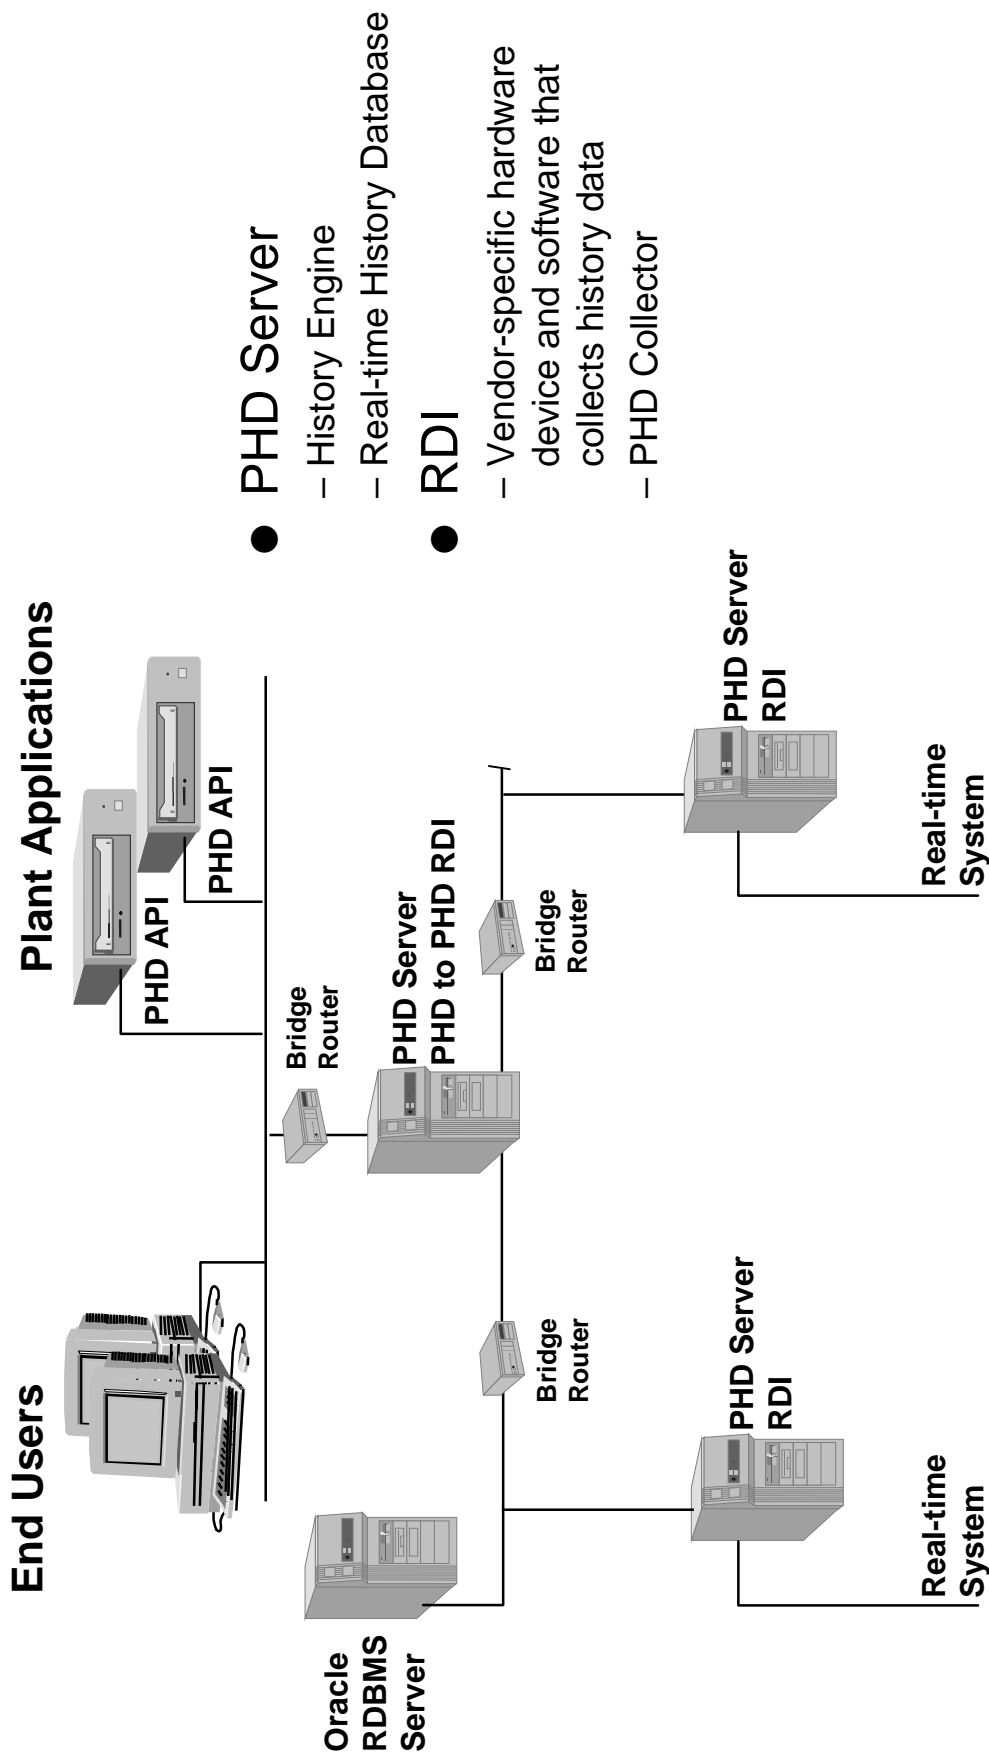 End Users
Plant Applications
PHD API
PHD API
Bridge
Router
Oracle
RDBMS
Server
PHD Server
PHD to PHD RDI
Bridge
Router
Bridge
Router
PHD Server
RDI
PHD Server
RDI
Real-time
System
Real-time
System
● PHD Server
– History Engine
– Real-time History Database
● RDI
– Vendor-specific hardware
device and software that
collects history data
– PHD Collector